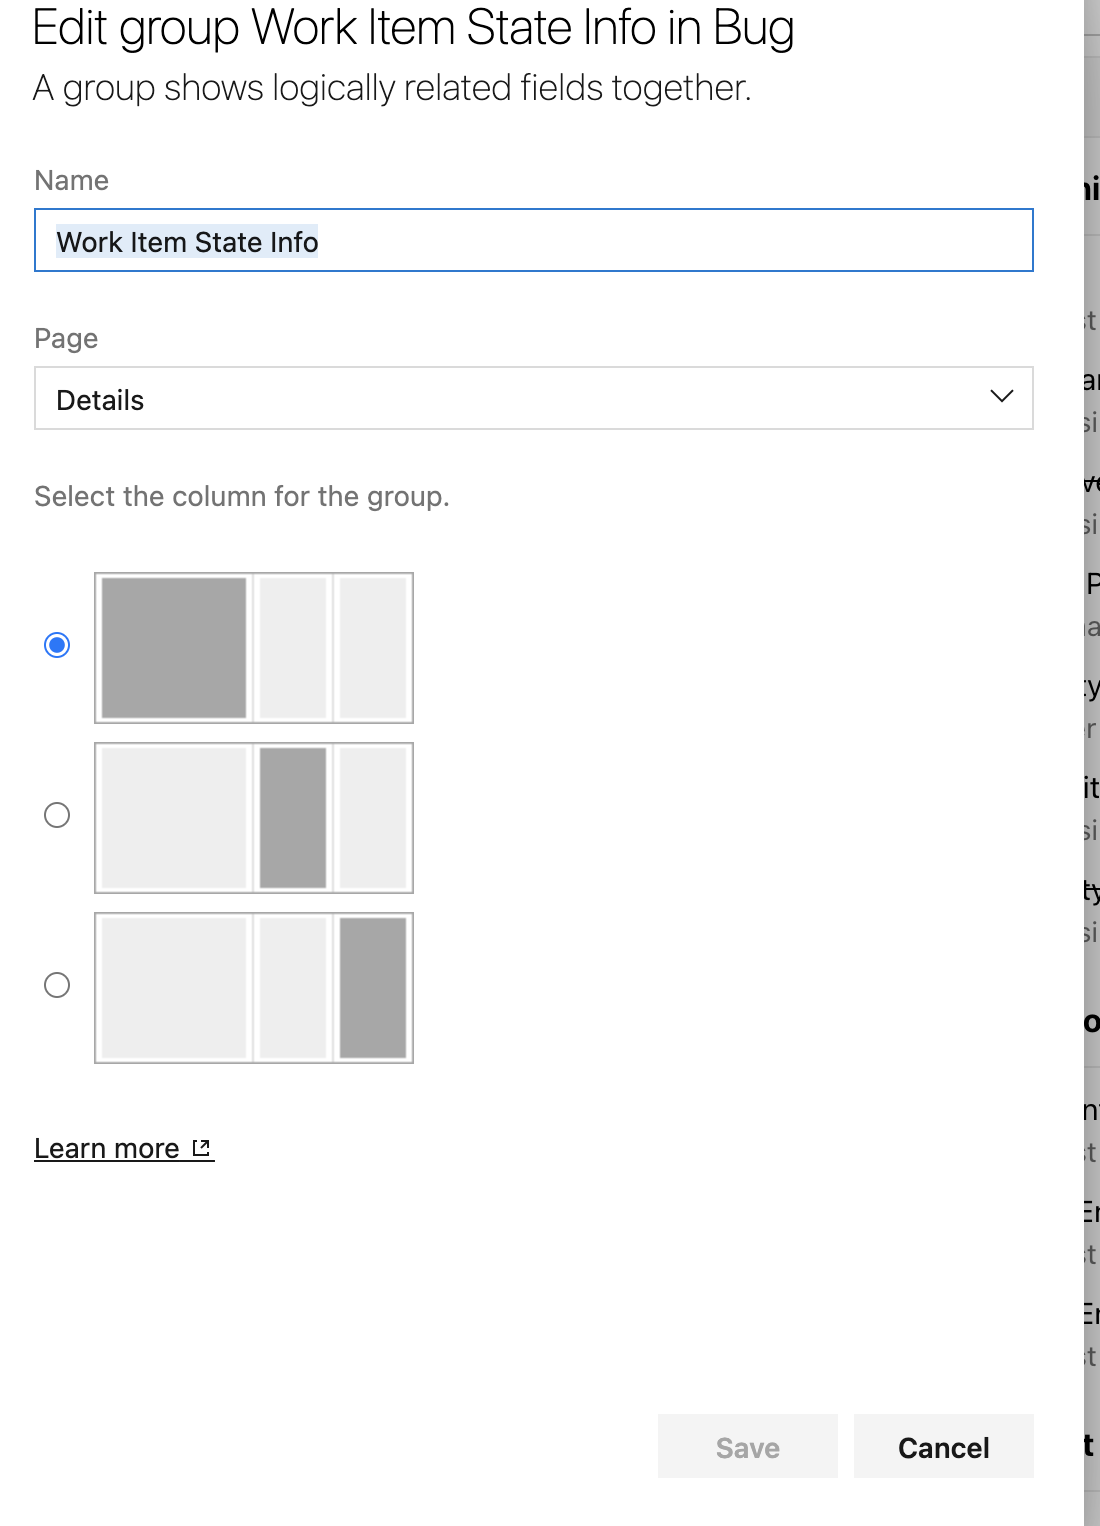 Edit group Work Item State Info in Bug
A group shows logically related fields together.
Name
Work Item State Info
Page
Details
Select the column for the group.
Learn more
Save
Cancel